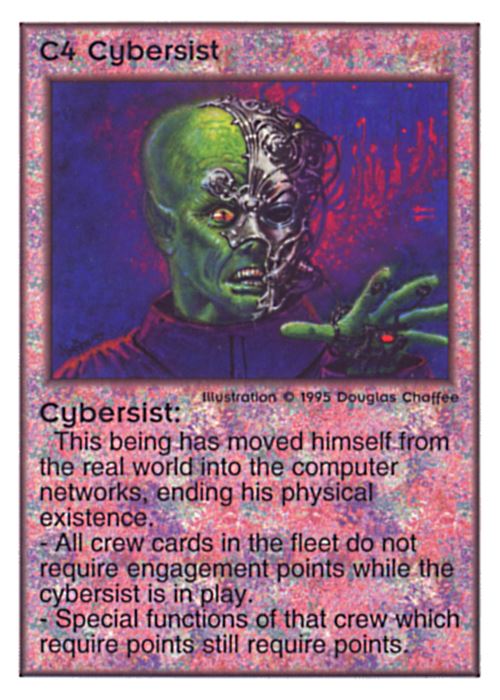 C4 Cybersist
Illustration © 1995 Douglas Chaffee
Cybersist:
This being has moved himself from
the real world into the computer
networks, ending his physical
existence.
- All crew cards in the fleet do not
require engagement points while the
cybersist is in play.
- Special functions of that crew which
require points still require points.